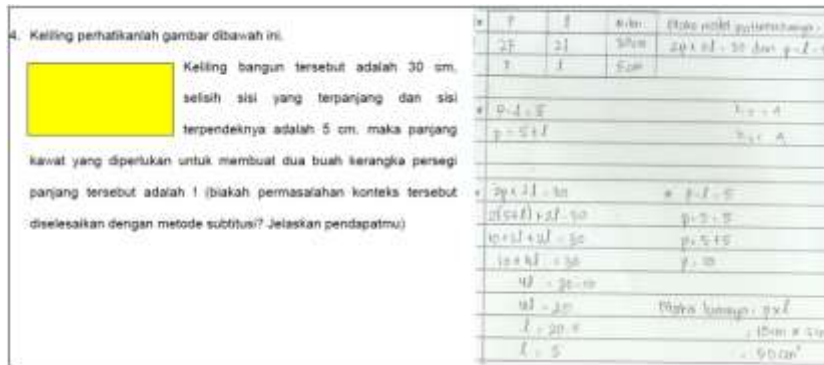 4. Keliling perhatikanlah gambar dibawah ini.
Keliling bangun tersebut adalah 30 cm,
selisih sisi yang terpanjang dan sisi
terpendeknya adalah 5 cm. maka panjang
kawat yang diperlukan untuk membuat dua buah kerangka persegi
panjang tersebut adalah ! (biakah permasalahan konteks tersebut
diselesaikan dengan metode subtitusi? Jelaskan pendapatmu)
P l Nilai
2P 2l 30cm
P l 5cm
p - l = 5
p = 5 + l
2p + 2l = 30
2(5+l) + 2l = 30
10 + 2l + 2l = 30
10 + 4l = 30
4l = 30 - 10
4l = 20
l = 5
p - l = 5
p - 5 = 5
p = 5 + 5
p = 10
p x l
= 50 cm²